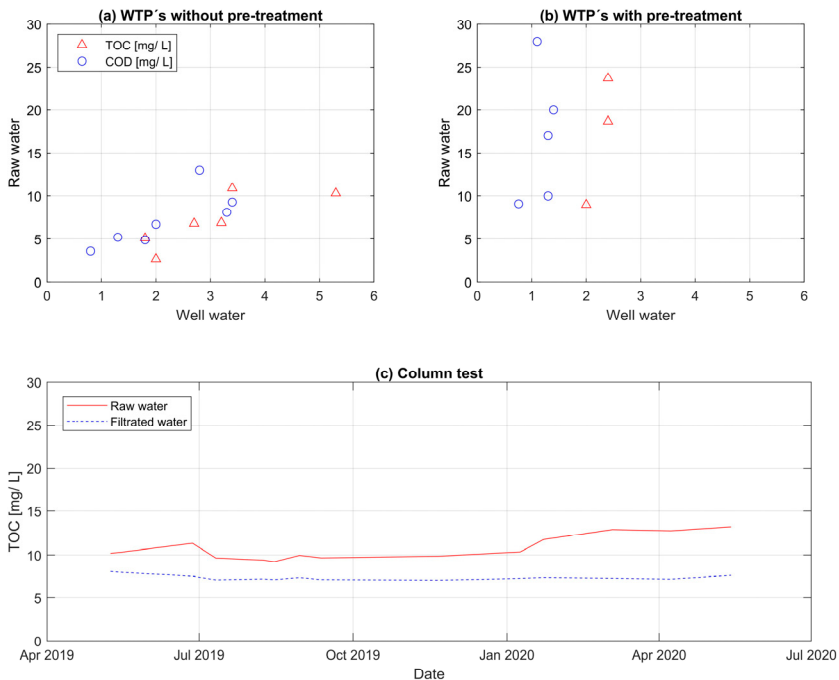 (a) WTP´s without pre-treatment
30
25
20
15
10
5
0
Raw water
TOC [mg/ L]
COD [mg/ L]
0 1 2 3 4 5 6
Well water
(b) WTP´s with pre-treatment
30
25
20
15
10
5
0
Raw water
0 1 2 3 4 5 6
Well water
(c) Column test
30
25
20
15
10
5
0
TOC [mg/ L]
Raw water
Filtrated water
Apr 2019 Jul 2019 Oct 2019 Jan 2020 Apr 2020 Jul 2020
Date